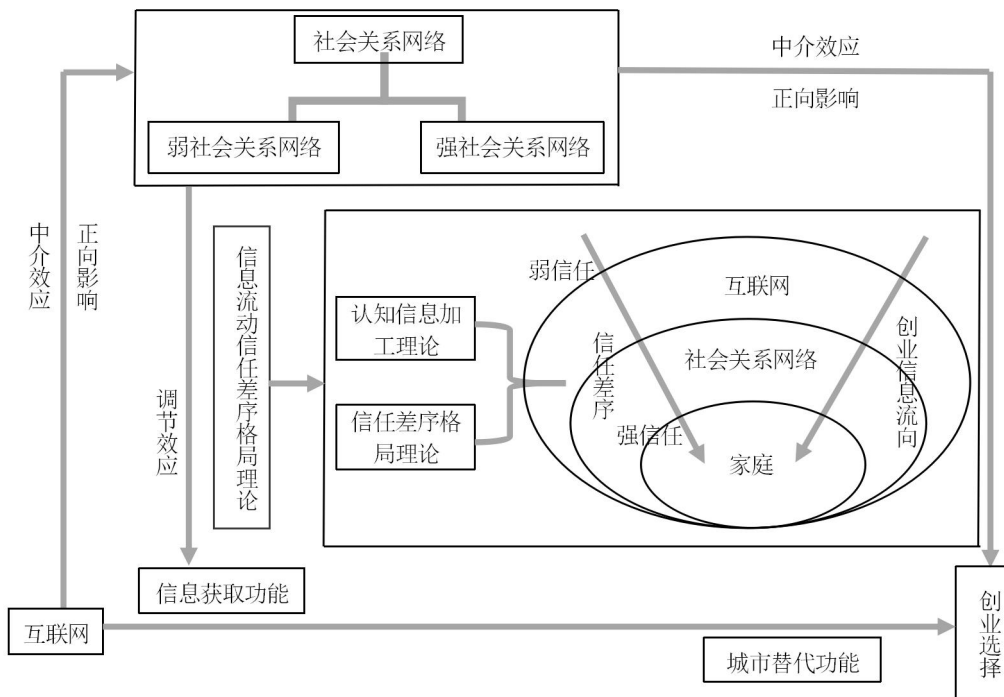 社会关系网络
弱社会关系网络
强社会关系网络
中介效应
正向影响
中介效应
正向影响
调节效应
信息流动信任差序格局理论
认知信息加
工理论
信任差序格
局理论
弱信任
信任差序
强信任
互联网
社会关系网络
家庭
创业信息流向
信息获取功能
互联网
城市替代功能
创业选择